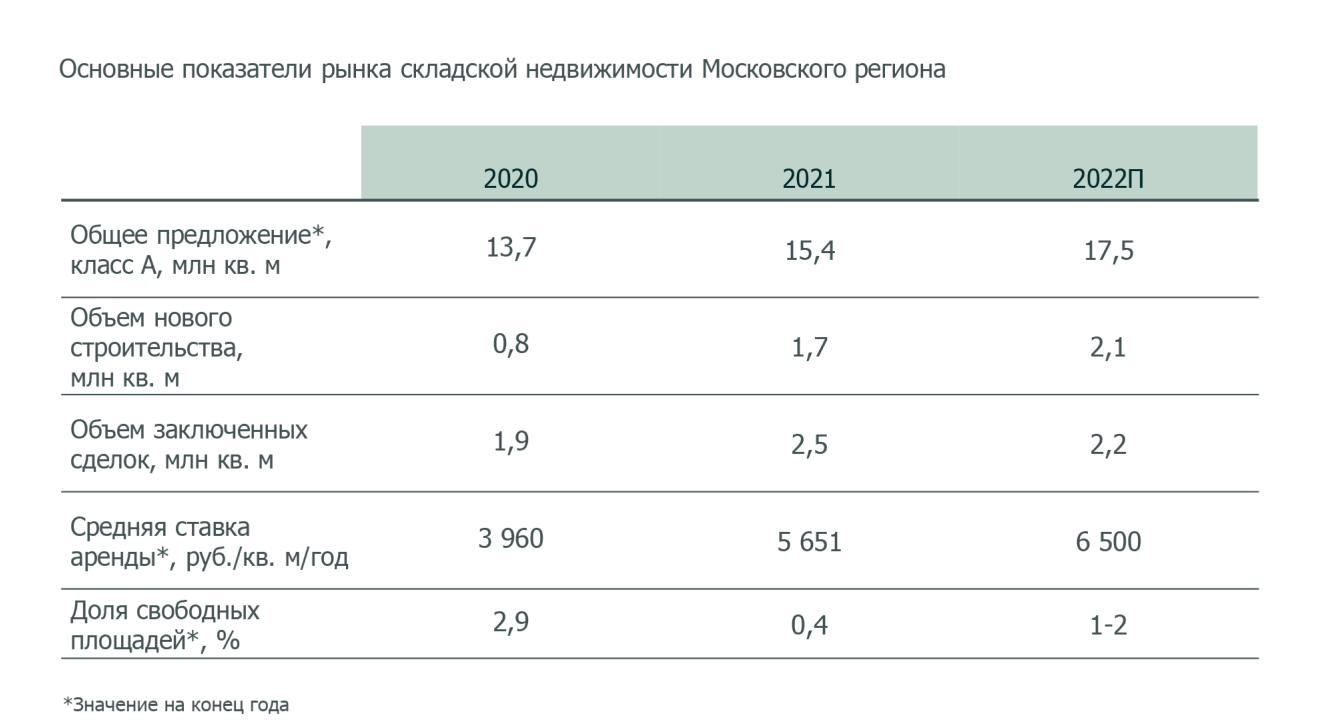 Основные показатели рынка складской недвижимости Московского региона
2020 2021 2022П
Общее предложение*,
класс А, млн кв. м
13,7 15,4 17,5
Объем нового
строительства,
млн кв. м
0,8 1,7 2,1
Объем заключенных
сделок, млн кв. м
1,9 2,5 2,2
Средняя ставка
аренды*, руб./кв. м/год
3 960 5 651 6 500
Доля свободных
площадей*, %
2,9 0,4 1-2
*Значение на конец года